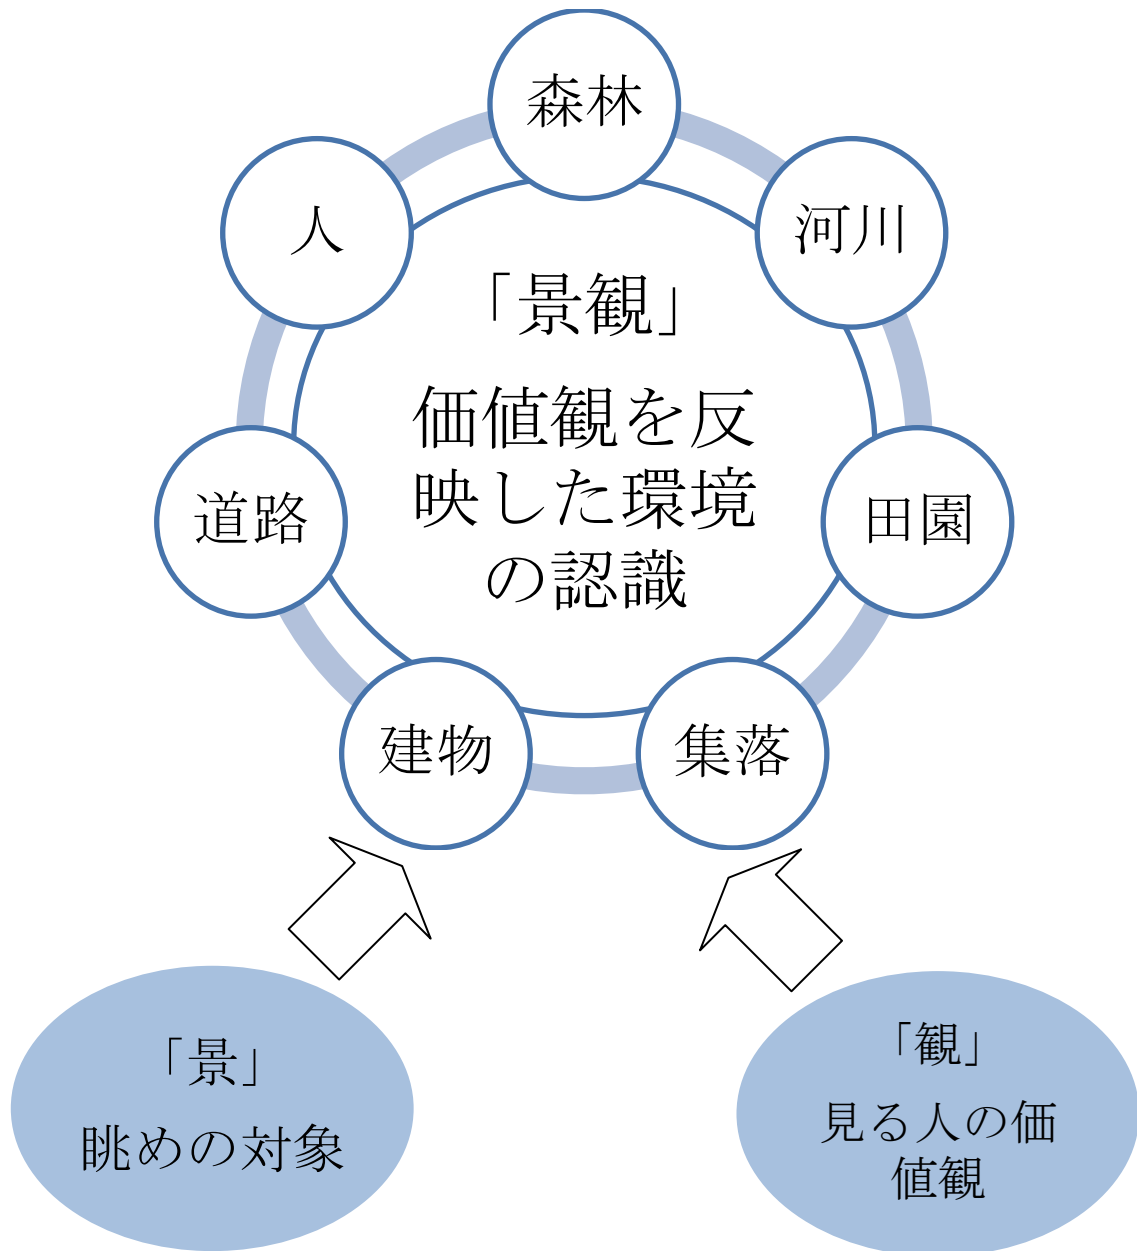 森林
人
河川
「景観」
価値観を反
映した環境
の認識
道路
田園
建物
集落
「景」
眺めの対象
「観」
見る人の価
値観